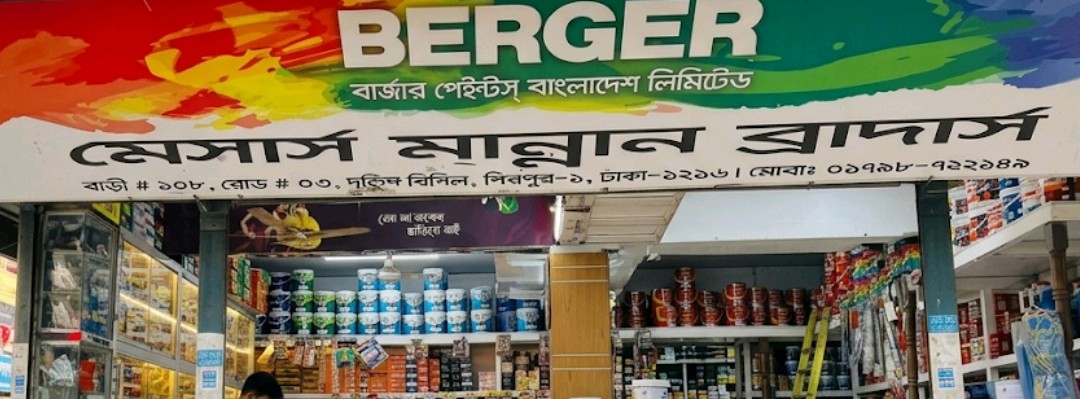 BERGER
বার্জার পেইন্টস্ বাংলাদেশ লিমিটেড
মেসার্স মান্নান ব্রাদার্স
বাড়ী # ১০৮, রোড # ০৩, দক্ষিণ বিসিল, মিরপুর-১, ঢাকা-১২১৬। মোবাঃ ০১৭৯৮-৭২২১৪৯